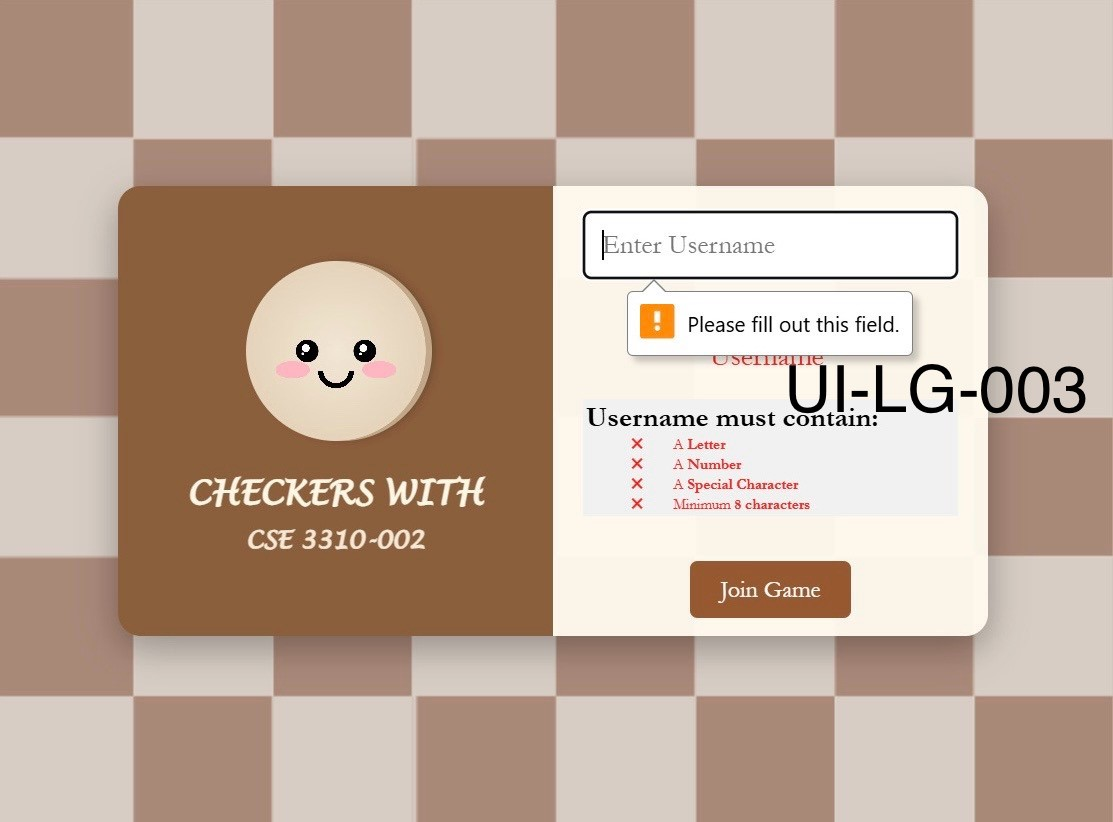 CHECKERS WITH
CSE 3310-002
Enter Username
Please fill out this field.
Username
UI-LG-003
Username must contain:
× A Letter
× A Number
× A Special Character
× Minimum 8 characters
Join Game